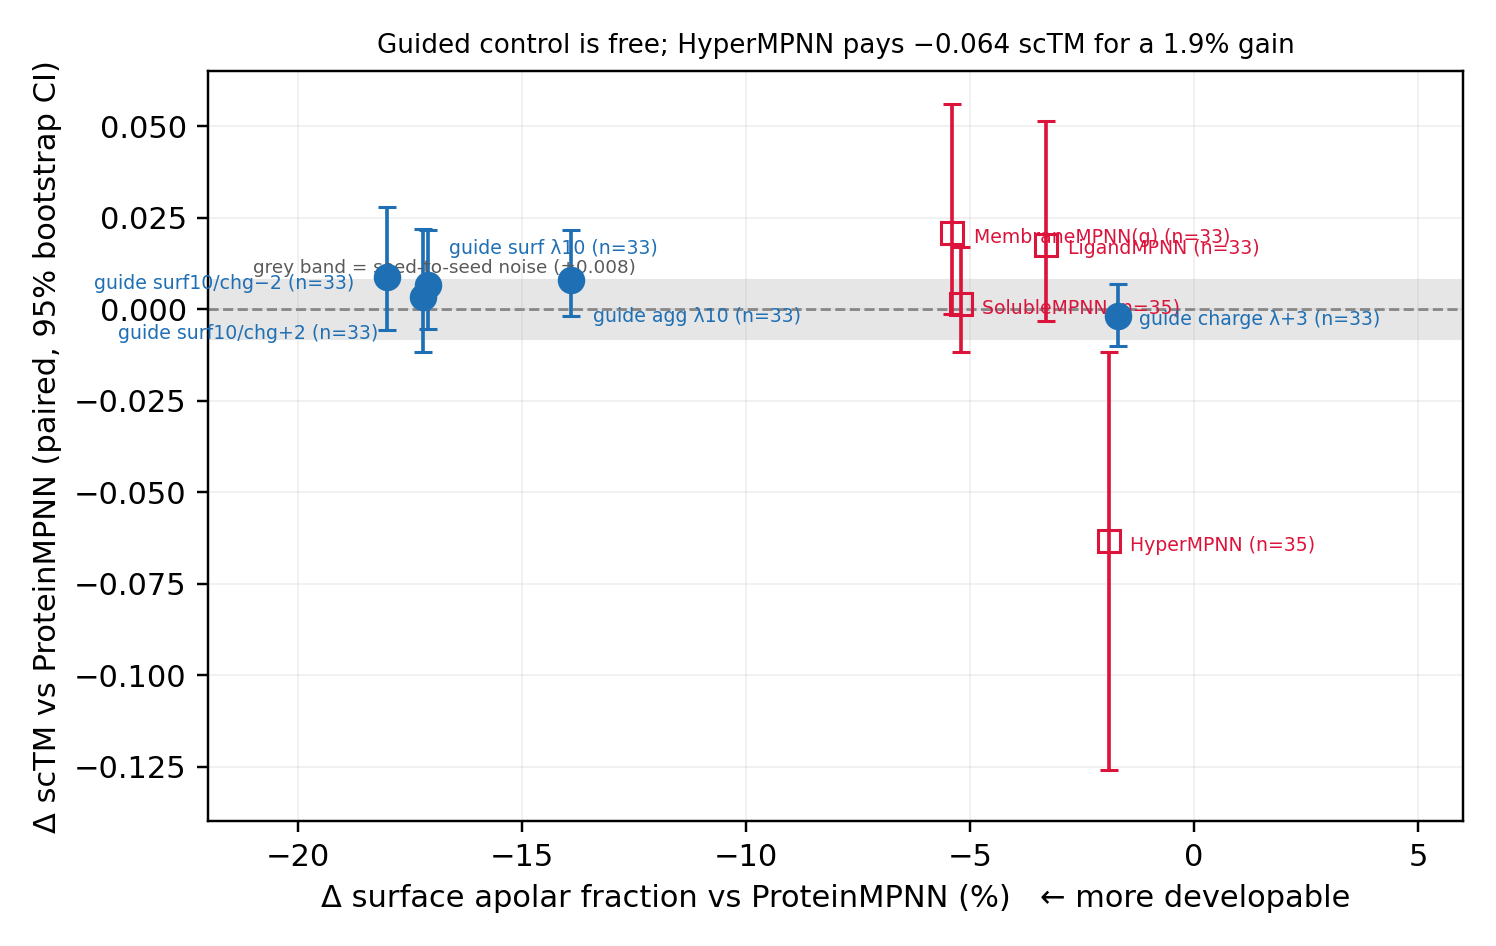 Guided control is free; HyperMPNN pays −0.064 scTM for a 1.9% gain
Δ scTM vs ProteinMPNN (paired, 95% bootstrap CI)
0.050
0.025
0.000
−0.025
−0.050
−0.075
−0.100
−0.125
MembraneMPNN(g) (n=33)
LigandMPNN (n=33)
guide surf λ10 (n=33)
grey band = seed-to-seed noise (±0.008)
guide surf10/chg−2 (n=33)
SolubleMPNN (n=35)
guide agg λ10 (n=33)
guide charge λ+3 (n=33)
guide surf10/chg+2 (n=33)
HyperMPNN (n=35)
−20
−15
−10
−5
0
5
Δ surface apolar fraction vs ProteinMPNN (%) ← more developable